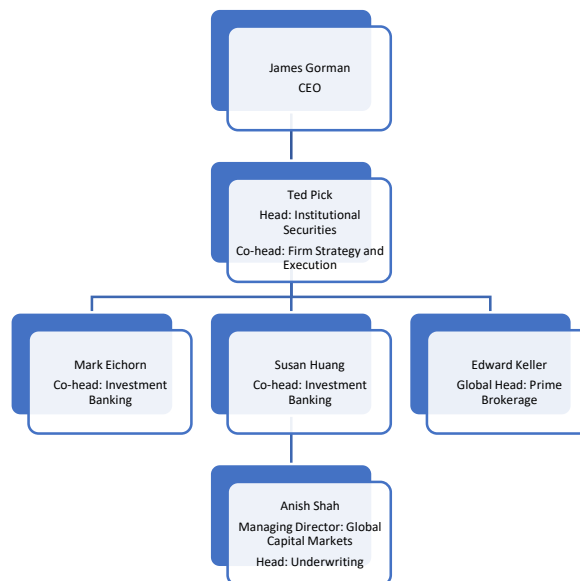 James Gorman
CEO
Ted Pick
Head: Institutional
Securities
Co-head: Firm Strategy and
Execution
Mark Eichorn
Co-head: Investment
Banking
Susan Huang
Co-head: Investment
Banking
Edward Keller
Global Head: Prime
Brokerage
Anish Shah
Managing Director: Global
Capital Markets
Head: Underwriting